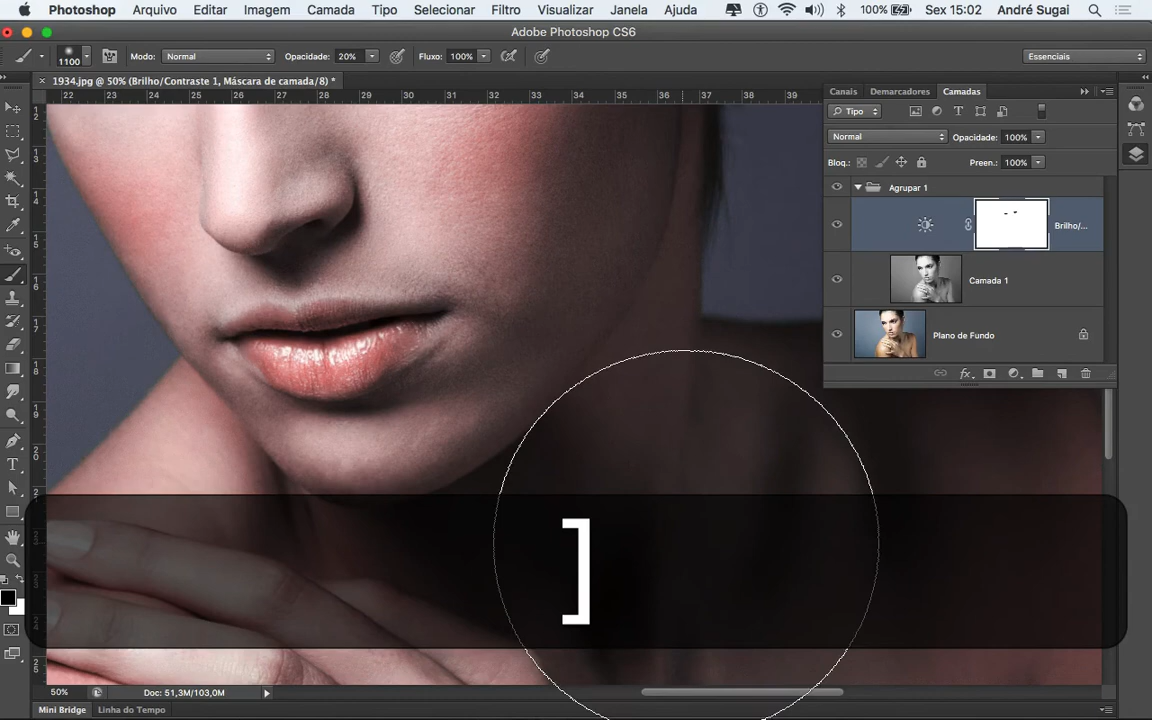 Photoshop Arquivo Editar Imagem Camada Tipo Selecionar Filtro Visualizar Janela Ajuda 100% Sex 15:02 André Sugai
Adobe Photoshop CS6
1100 Modo: Normal Opacidade: 20% Fluxo: 100% Essenciais
× 1934.jpg @ 50% (Brilho/Contraste 1, Máscara de camada/8) *
22 23 24 25 26 27 28 29 30 31 32 33 34 35 36 37 38 39
Canais Demarcadores Camadas
Tipo
Normal Opacidade: 100%
Bloq.: Preen.: 100%
Agrupar 1
Brilho/...
Camada 1
Plano de Fundo
]
50% Doc: 51,3M/103,0M
Mini Bridge Linha do Tempo